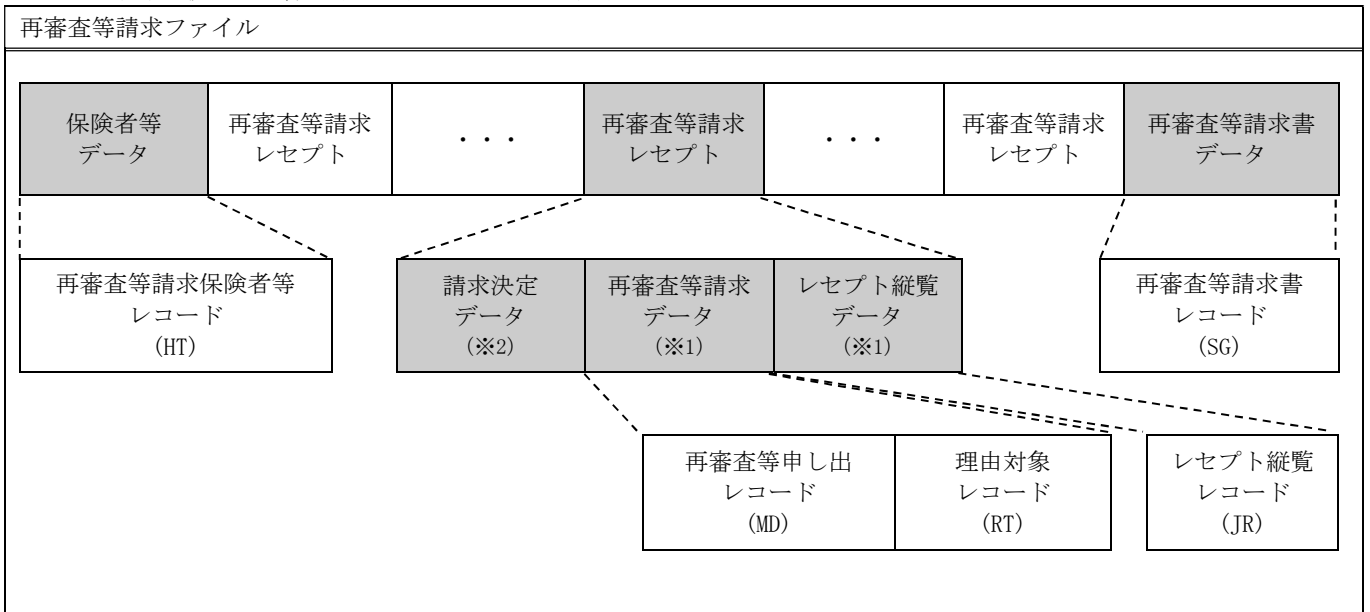 再審査等請求ファイル
保険者等
データ
再審査等請求
レセプト
・・・
再審査等請求
レセプト
・・・
再審査等請求
レセプト
再審査等請求書
データ
再審査等請求保険者等
レコード
(HT)
請求決定
データ
(※2)
再審査等請求
データ
(※1)
レセプト縦覧
データ
(※1)
再審査等請求書
レコード
(SG)
再審査等申し出
レコード
(MD)
理由対象
レコード
(RT)
レセプト縦覧
レコード
(JR)